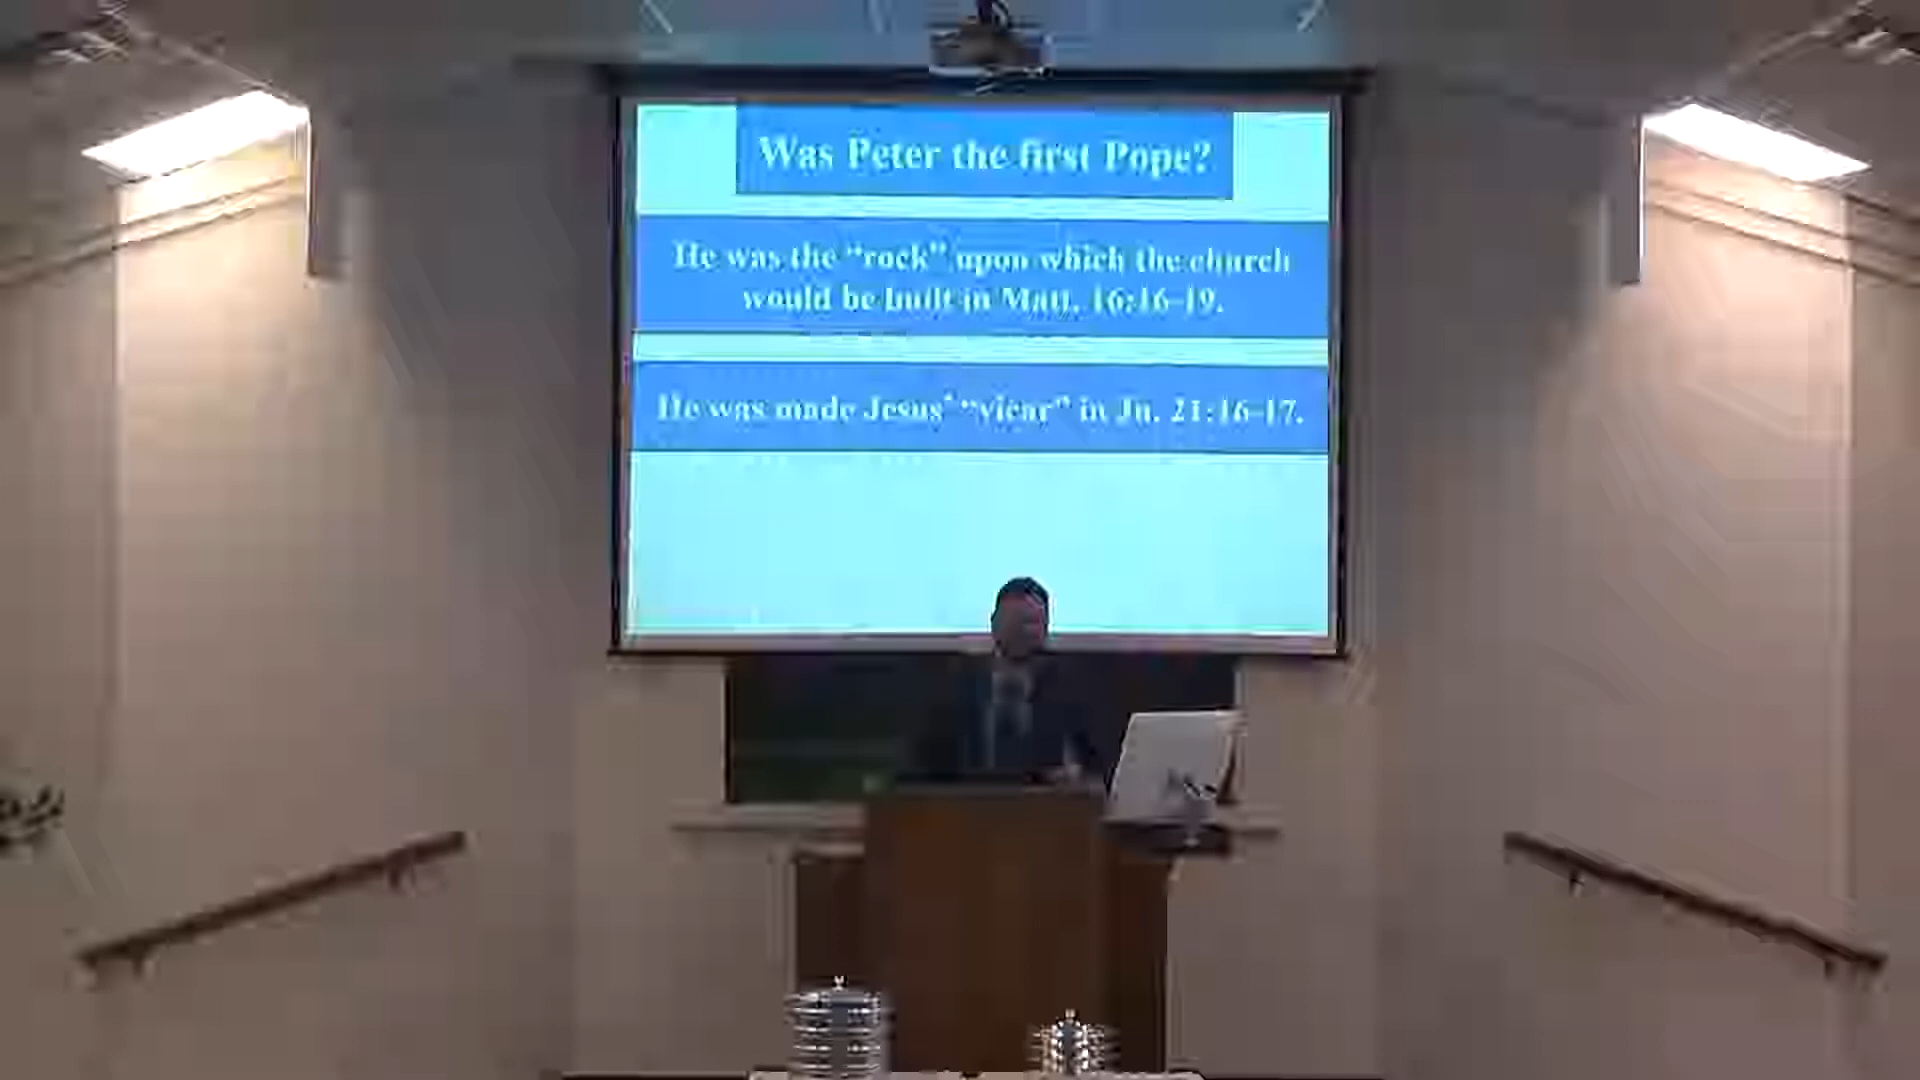 Was Peter the first Pope?
He was the “rock” upon which the church
would be built in Matt. 16:16-19.
He was made Jesus’ “vicar” in Jn. 21:16-17.